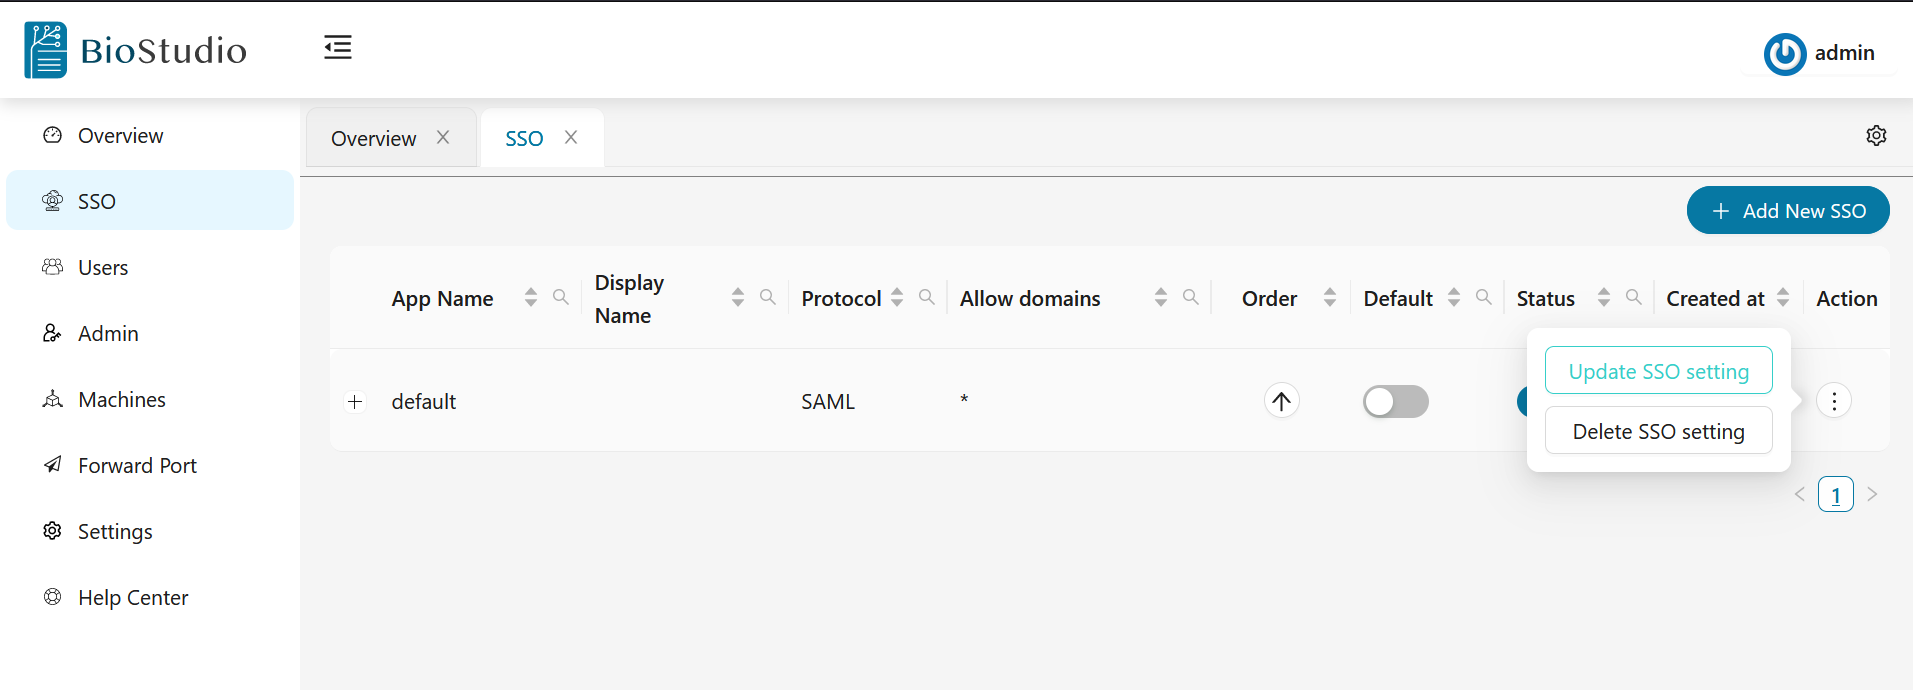 BioStudio
admin
Overview
SSO
Users
Admin
Machines
Forward Port
Settings
Help Center
Overview
SSO
Add New SSO
App Name
Display
Name
Protocol
Allow domains
Order
Default
Status
Created at
Action
default
SAML
*
Update SSO setting
Delete SSO setting
1